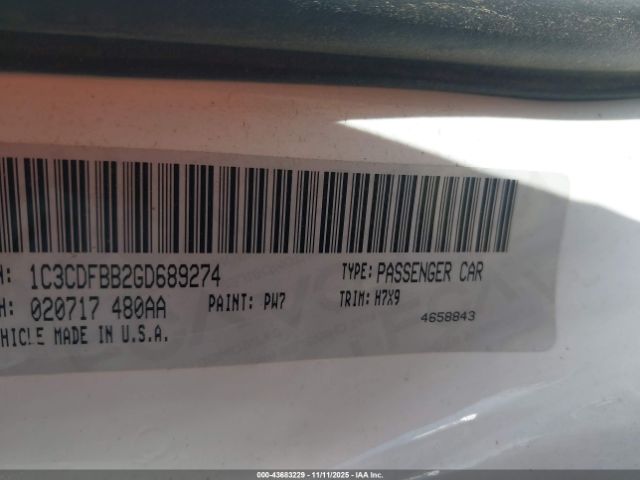 N: 1C3CDFBB2GD689274 TYPE: PASSENGER CAR
H: 020717 480AA PAINT: PW7 TRIM: H7X9
EHICLE MADE IN U.S.A. 4658843
000-43683229 - 11/11/2025 - IAA Inc.